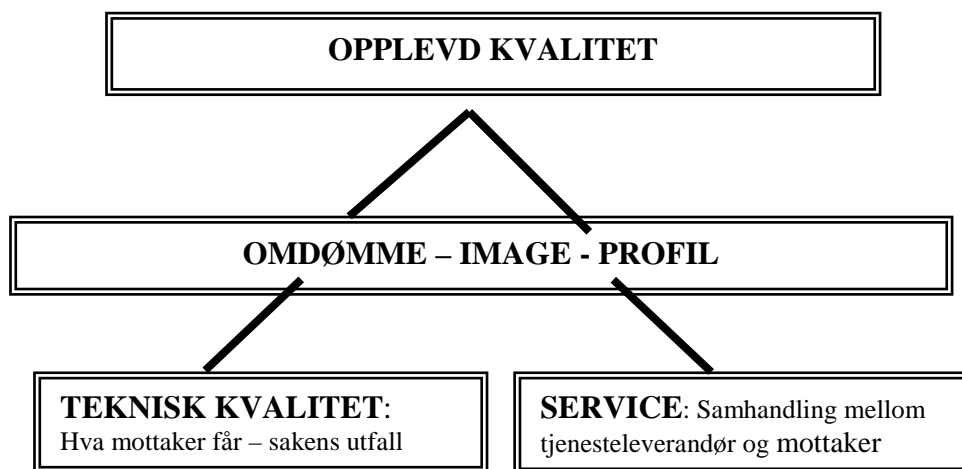 OPPLEVD KVALITET
OMDØMME – IMAGE - PROFIL
TEKNISK KVALITET:
Hva mottaker får – sakens utfall
SERVICE: Samhandling mellom
tjenesteleverandør og mottaker